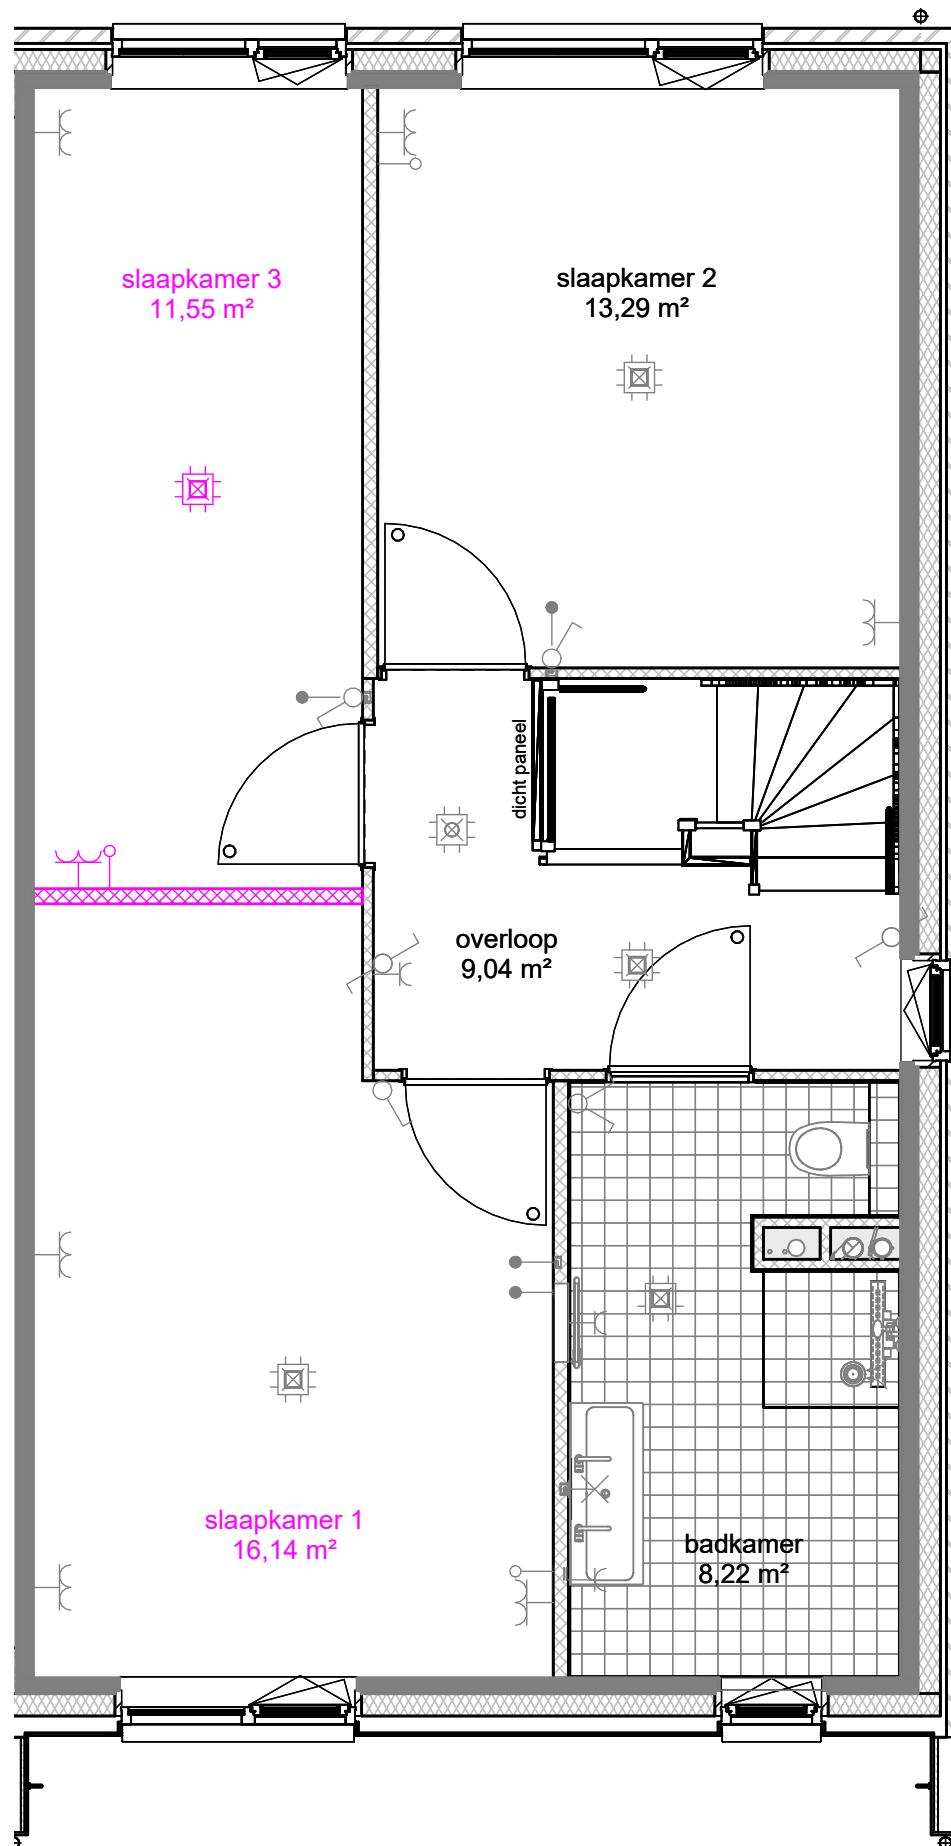 slaapkamer 3
11,55 m²
slaapkamer 2
13,29 m²
dicht paneel
overloop
9,04 m²
slaapkamer 1
16,14 m²
badkamer
8,22 m²